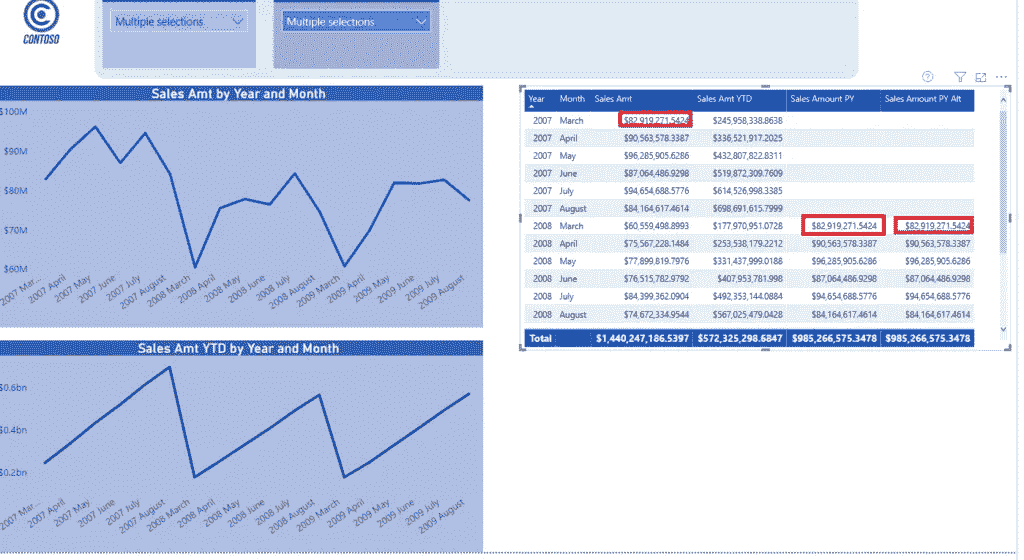 CONTOSO
Multiple selections
Multiple selections
Sales Amt by Year and Month
$100M
$90M
$80M
$70M
$60M
2007 Mar...
2007 April
2007 May
2007 June
2007 July
2007 August
2008 March
2008 April
2008 May
2008 June
2008 July
2008 August
2009 March
2009 April
2009 May
2009 June
2009 July
2009 August
Year Month Sales Amt Sales Amt YTD Sales Amount PY Sales Amount PY Alt
2007 March $82,919,271.5424 $245,958,338.8638
2007 April $90,563,578.3387 $336,521,917.2025
2007 May $96,285,905.6286 $432,807,822.8311
2007 June $87,064,486.9298 $519,872,309.7609
2007 July $94,654,688.5776 $614,526,998.3385
2007 August $84,164,617.4614 $698,691,615.7999
2008 March $60,559,498.8993 $177,970,951.0728 $82,919,271.5424 $82,919,271.5424
2008 April $75,567,228.1484 $253,538,179.2212 $90,563,578.3387 $90,563,578.3387
2008 May $77,899,819.7976 $331,437,999.0188 $96,285,905.6286 $96,285,905.6286
2008 June $76,515,782.9792 $407,953,781.998 $87,064,486.9298 $87,064,486.9298
2008 July $84,399,362.0904 $492,353,144.0884 $94,654,688.5776 $94,654,688.5776
2008 August $74,672,334.9544 $567,025,479.0428 $84,164,617.4614 $84,164,617.4614
Total $1,440,247,186.5397 $572,325,298.6847 $985,266,575.3478 $985,266,575.3478
Sales Amt YTD by Year and Month
$0.6bn
$0.4bn
$0.2bn
2007 Mar...
2007 April
2007 May
2007 June
2007 July
2007 August
2008 March
2008 April
2008 May
2008 June
2008 July
2008 August
2009 March
2009 April
2009 May
2009 June
2009 July
2009 August